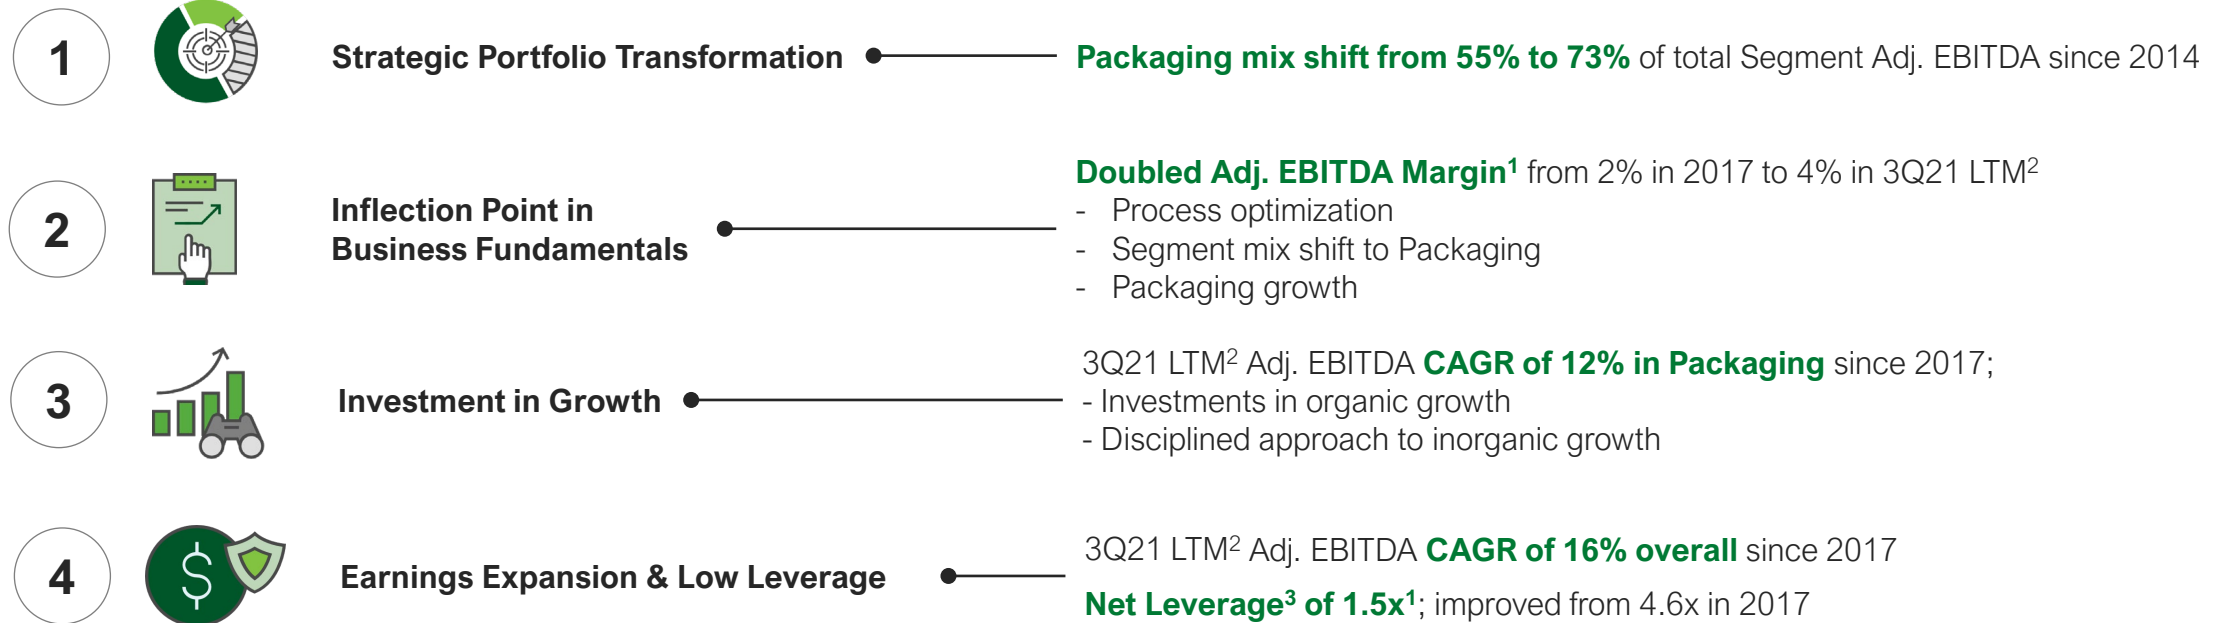 1
Strategic Portfolio Transformation
Packaging mix shift from 55% to 73% of total Segment Adj. EBITDA since 2014
2
Inflection Point in
Business Fundamentals
Doubled Adj. EBITDA Margin¹ from 2% in 2017 to 4% in 3Q21 LTM²
- Process optimization
- Segment mix shift to Packaging
- Packaging growth
3
Investment in Growth
3Q21 LTM² Adj. EBITDA CAGR of 12% in Packaging since 2017;
- Investments in organic growth
- Disciplined approach to inorganic growth
4
$
Earnings Expansion & Low Leverage
3Q21 LTM² Adj. EBITDA CAGR of 16% overall since 2017
Net Leverage³ of 1.5x¹; improved from 4.6x in 2017